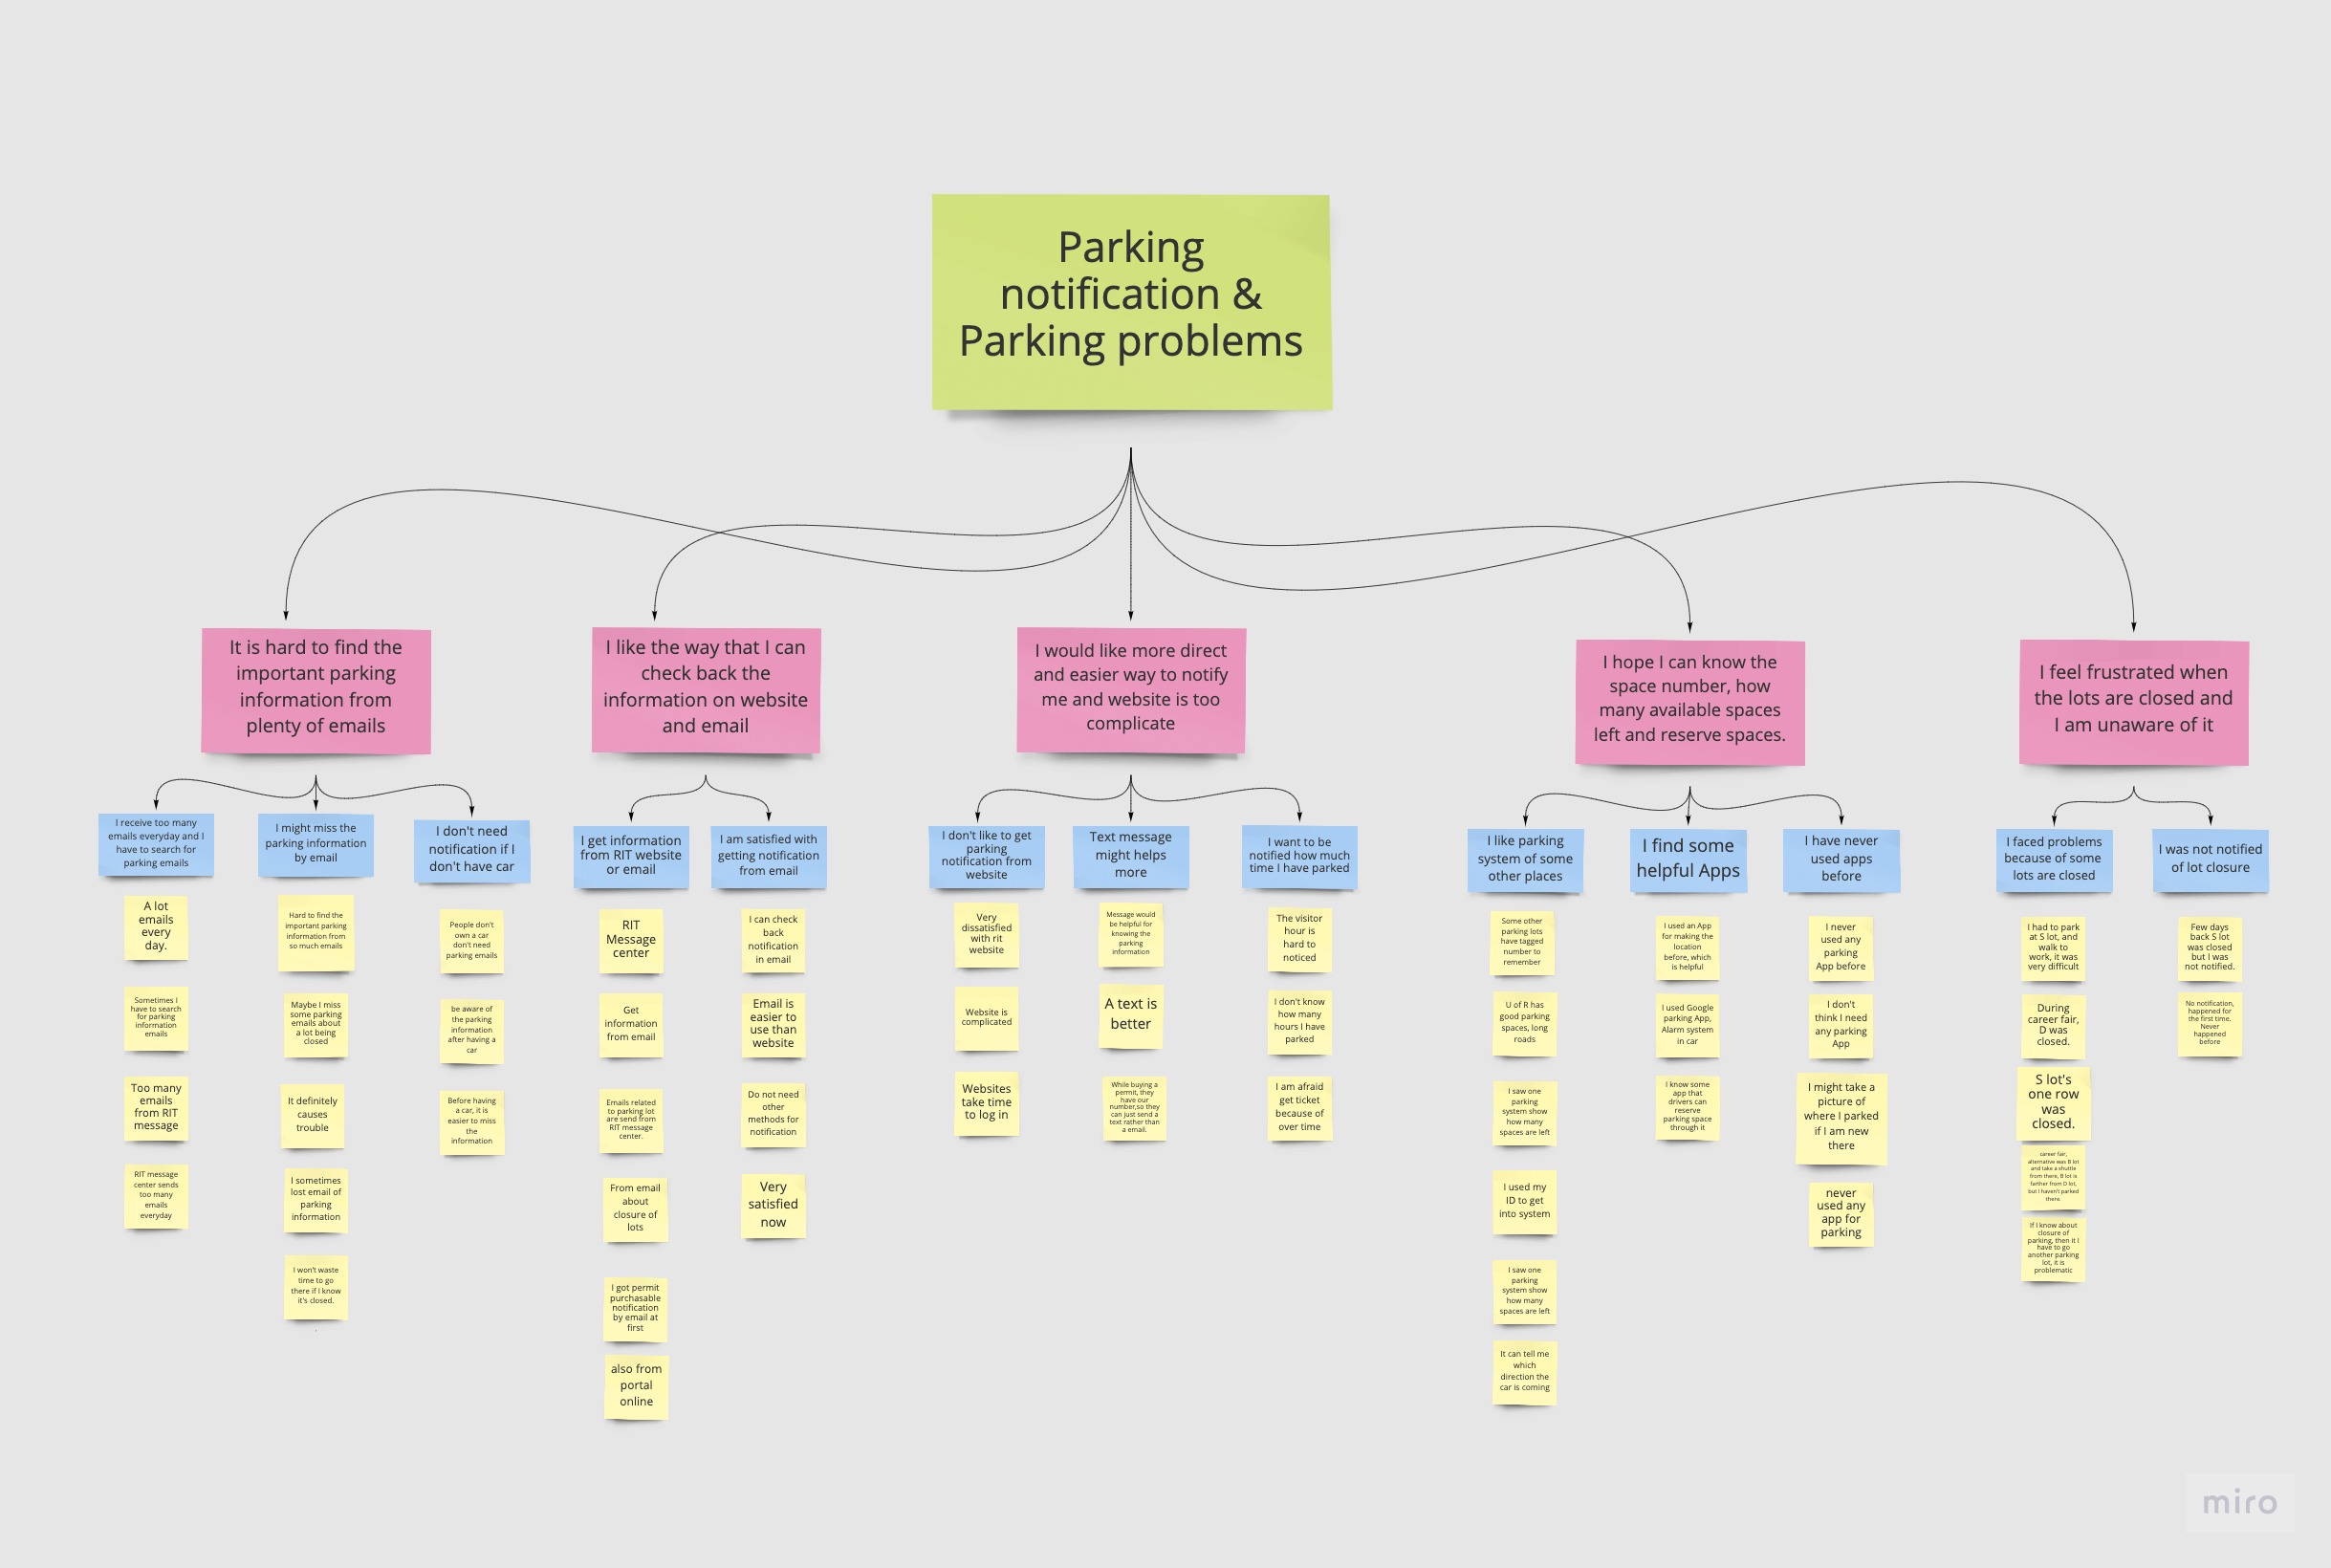 Parking
notification &
Parking problems
It is hard to find the
important parking
information from
plenty of emails
I like the way that I can
check back the
information on website
and email
I would like more direct
and easier way to notify
me and website is too
complicate
I hope I can know the
space number, how
many available spaces
left and reserve spaces.
I feel frustrated when
the lots are closed and
I am unaware of it
I receive too many
emails everyday and I
have to search for
parking emails
I might miss the
parking information
by email
I don't need
notification if I
don't have car
I get information
from RIT website
or email
I am satisfied with
getting notification
from email
I don't like to get
parking
notification from
website
Text message
might helps
more
I want to be
notified how much
time I have parked
I like parking
system of some
other places
I find some
helpful Apps
I have never
used apps
before
I faced problems
because of some
lots are closed
I was not notified
of lot closure
A lot
emails
every
day.
Sometimes I
have to search
for parking
information
emails
Too many
emails
from RIT
message
RIT message
center sends
too many
emails
everyday
Hard to find the
important parking
information from
so much emails
Maybe I miss
some parking
emails about
a lot being
closed
It definitely
causes
trouble
I sometimes
lost email of
parking
information
I won't waste
time to go
there if I know
it's closed.
.
People don't
own a car
don't need
parking emails
be aware of
the parking
information
after having a
car
Before having
a car, it is
easier to miss
the
information
RIT
Message
center
Get
information
from email
Emails related
to parking lot
are send from
RIT message
center.
From email
about
closure of
lots
I got permit
purchasable
notification
by email at
first
also from
portal
online
I can check
back
notification
in email
Email is
easier to
use than
website
Do not need
other
methods for
notification
Very
satisfied
now
Very
dissatisfied
with rit
website
Website is
complicated
Websites
take time
to log in
Message would
be helpful for
knowing the
parking
information
A text is
better
While buying a
permit, they
have our
number,so they
can just send a
text rather than
a email.
The visitor
hour is
hard to
noticed
I don't know
how many
hours I have
parked
I am afraid
get ticket
because of
over time
Some other
parking lots
have tagged
number to
remember
U of R has
good parking
spaces, long
roads
I saw one
parking
system show
how many
spaces are left
I used my
ID to get
into system
I saw one
parking
system show
how many
spaces are left
It can tell me
which
direction the
car is coming
I used an App
for making the
location
before, which
is helpful
I used Google
parking App,
Alarm system
in car
I know some
app that
drivers can
reserve
parking space
through it
I never
used any
parking
App before
I don't
think I need
any parking
App
I might take a
picture of
where I parked
if I am new
there
never
used any
app for
parking
I had to park
at S lot, and
walk to
work, it was
very difficult
During
career fair,
D was
closed.
S lot's
one row
was
closed.
career fair,
alternative was B lot
and take a shuttle
from there, B lot is
farther from D lot,
but I haven't parked
there.
If I know about
closure of
parking, then it I
have to go
another parking
lot, it is
problematic
Few days
back S lot
was closed
but I was
not notified.
No notification,
happened for
the first time.
Never
happened
before
miro